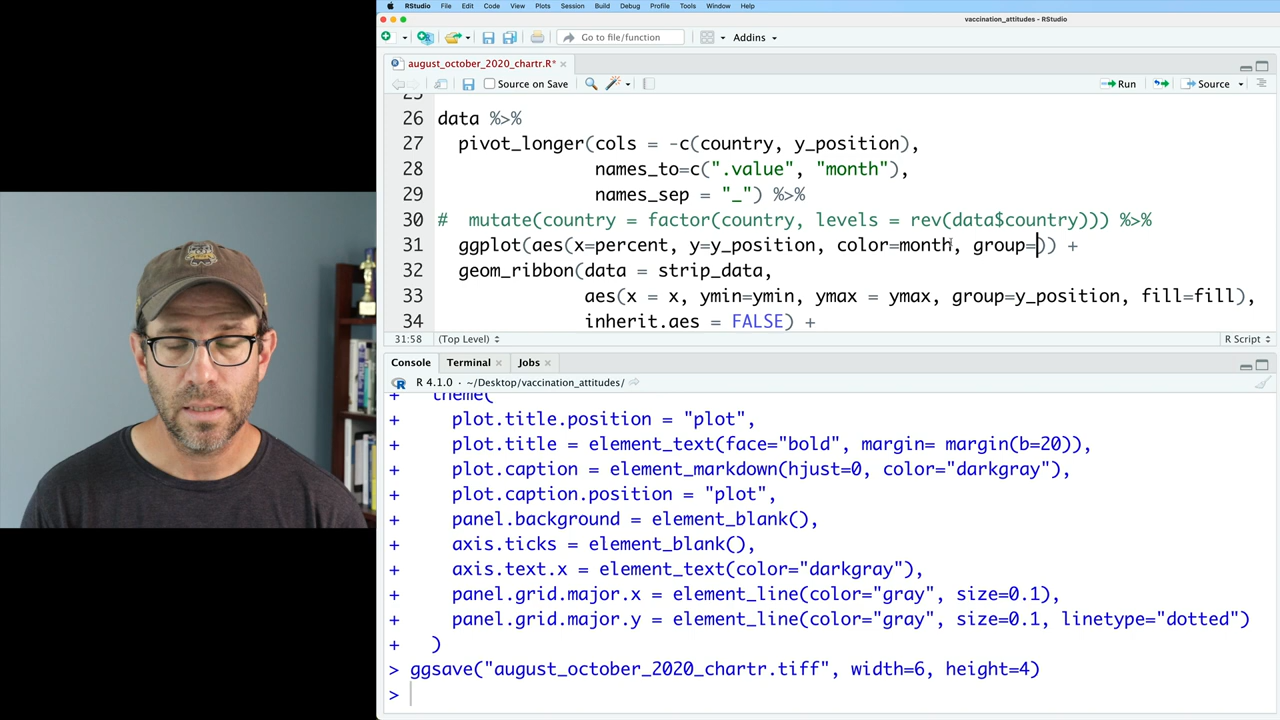 RStudio File Edit Code View Plots Session Build Debug Profile Tools Window Help
vaccination_attitudes - RStudio
Go to file/function Addins
august_october_2020_chartr.R*
Source on Save Run Source
25
26 data %>%
27 pivot_longer(cols = -c(country, y_position),
28 names_to=c(".value", "month"),
29 names_sep = "_") %>%
30 # mutate(country = factor(country, levels = rev(data$country))) %>%
31 ggplot(aes(x=percent, y=y_position, color=month, group=)) +
32 geom_ribbon(data = strip_data,
33 aes(x = x, ymin=ymin, ymax = ymax, group=y_position, fill=fill),
34 inherit.aes = FALSE) +
31:58 (Top Level) R Script
Console Terminal Jobs
R 4.1.0 · ~/Desktop/vaccination_attitudes/
+ theme(
+ plot.title.position = "plot",
+ plot.title = element_text(face="bold", margin= margin(b=20)),
+ plot.caption = element_markdown(hjust=0, color="darkgray"),
+ plot.caption.position = "plot",
+ panel.background = element_blank(),
+ axis.ticks = element_blank(),
+ axis.text.x = element_text(color="darkgray"),
+ panel.grid.major.x = element_line(color="gray", size=0.1),
+ panel.grid.major.y = element_line(color="gray", size=0.1, linetype="dotted")
+ )
> ggsave("august_october_2020_chartr.tiff", width=6, height=4)
>